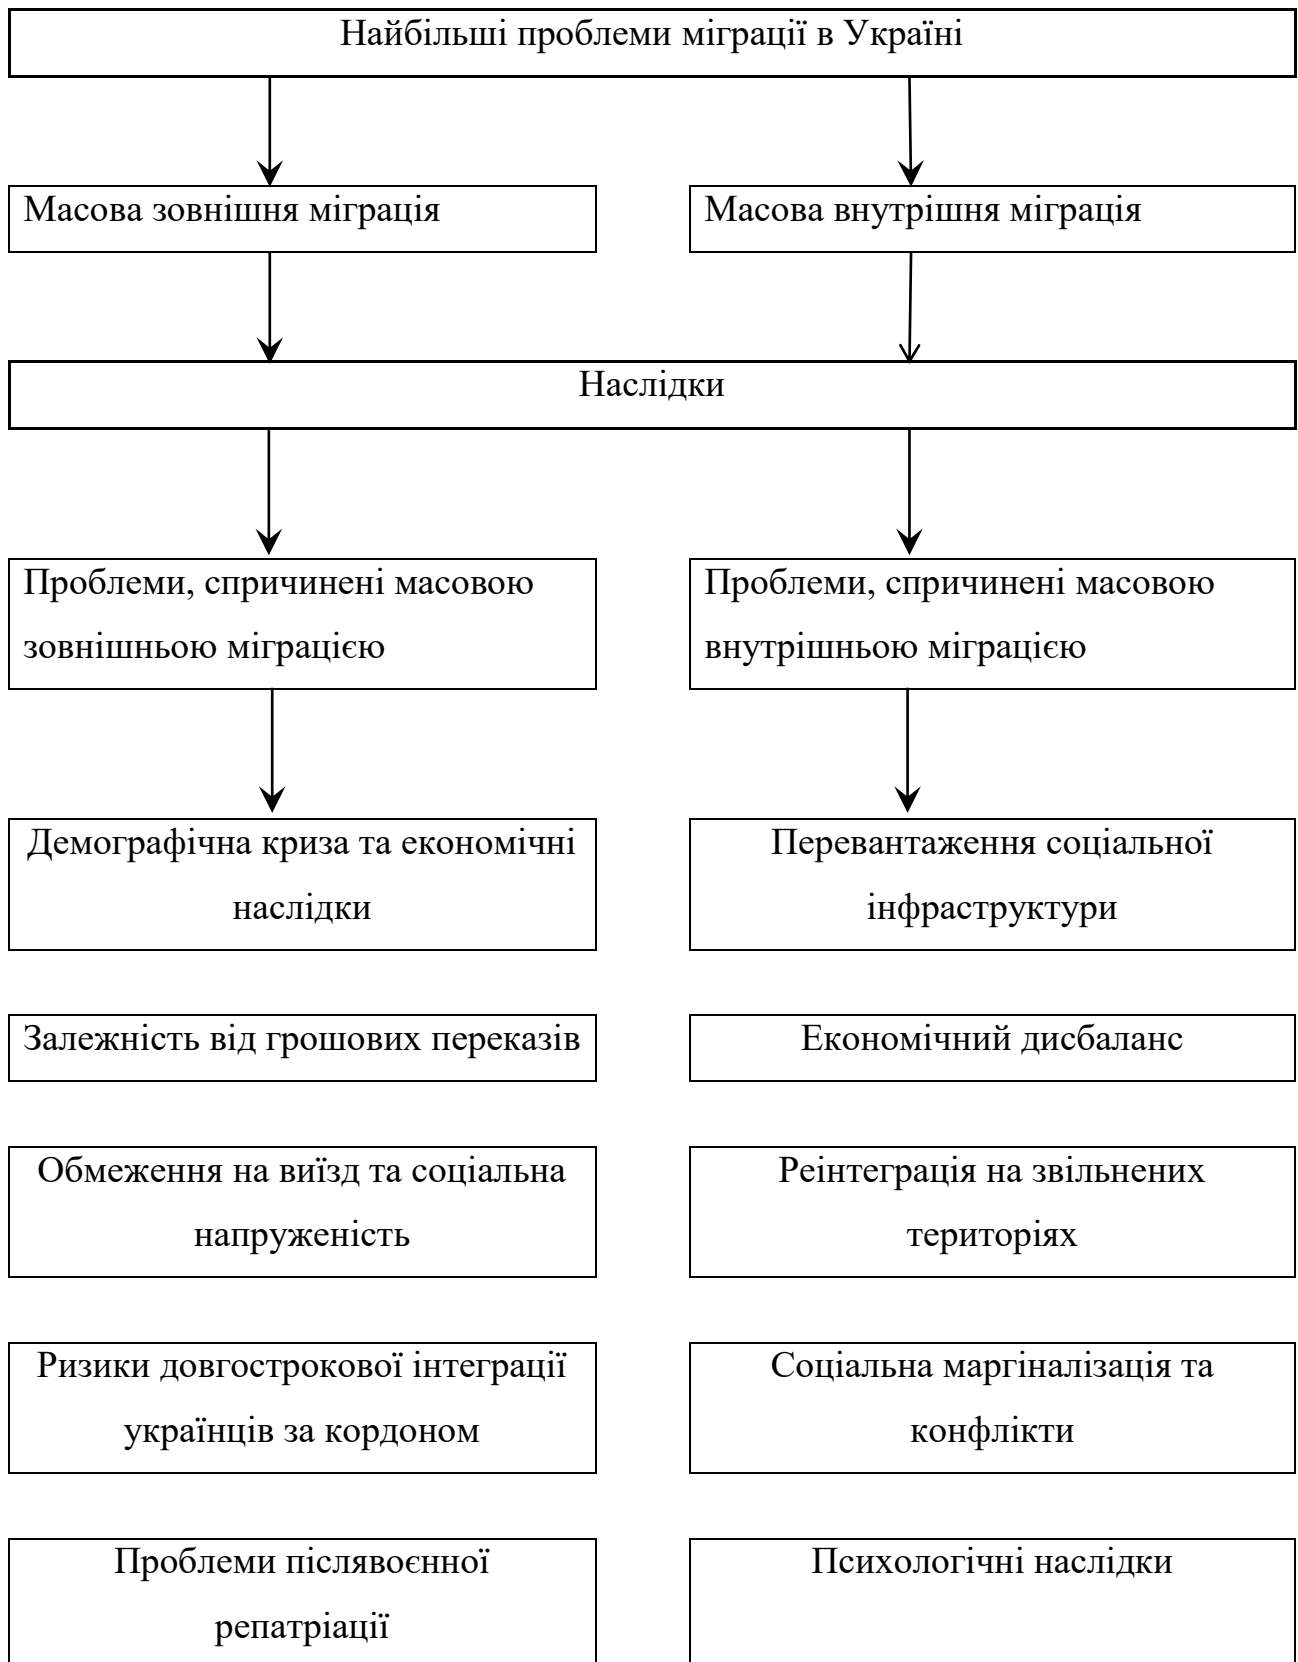 Найбільші проблеми міграції в Україні
Масова зовнішня міграція
Масова внутрішня міграція
Наслідки
Проблеми, спричинені масовою
зовнішньою міграцією
Проблеми, спричинені масовою
внутрішньою міграцією
Демографічна криза та економічні
наслідки
Перевантаження соціальної
інфраструктури
Залежність від грошових переказів
Економічний дисбаланс
Обмеження на виїзд та соціальна
напруженість
Реінтеграція на звільнених
територіях
Ризики довгострокової інтеграції
українців за кордоном
Соціальна маргіналізація та
конфлікти
Проблеми післявоєнної
репатріації
Психологічні наслідки